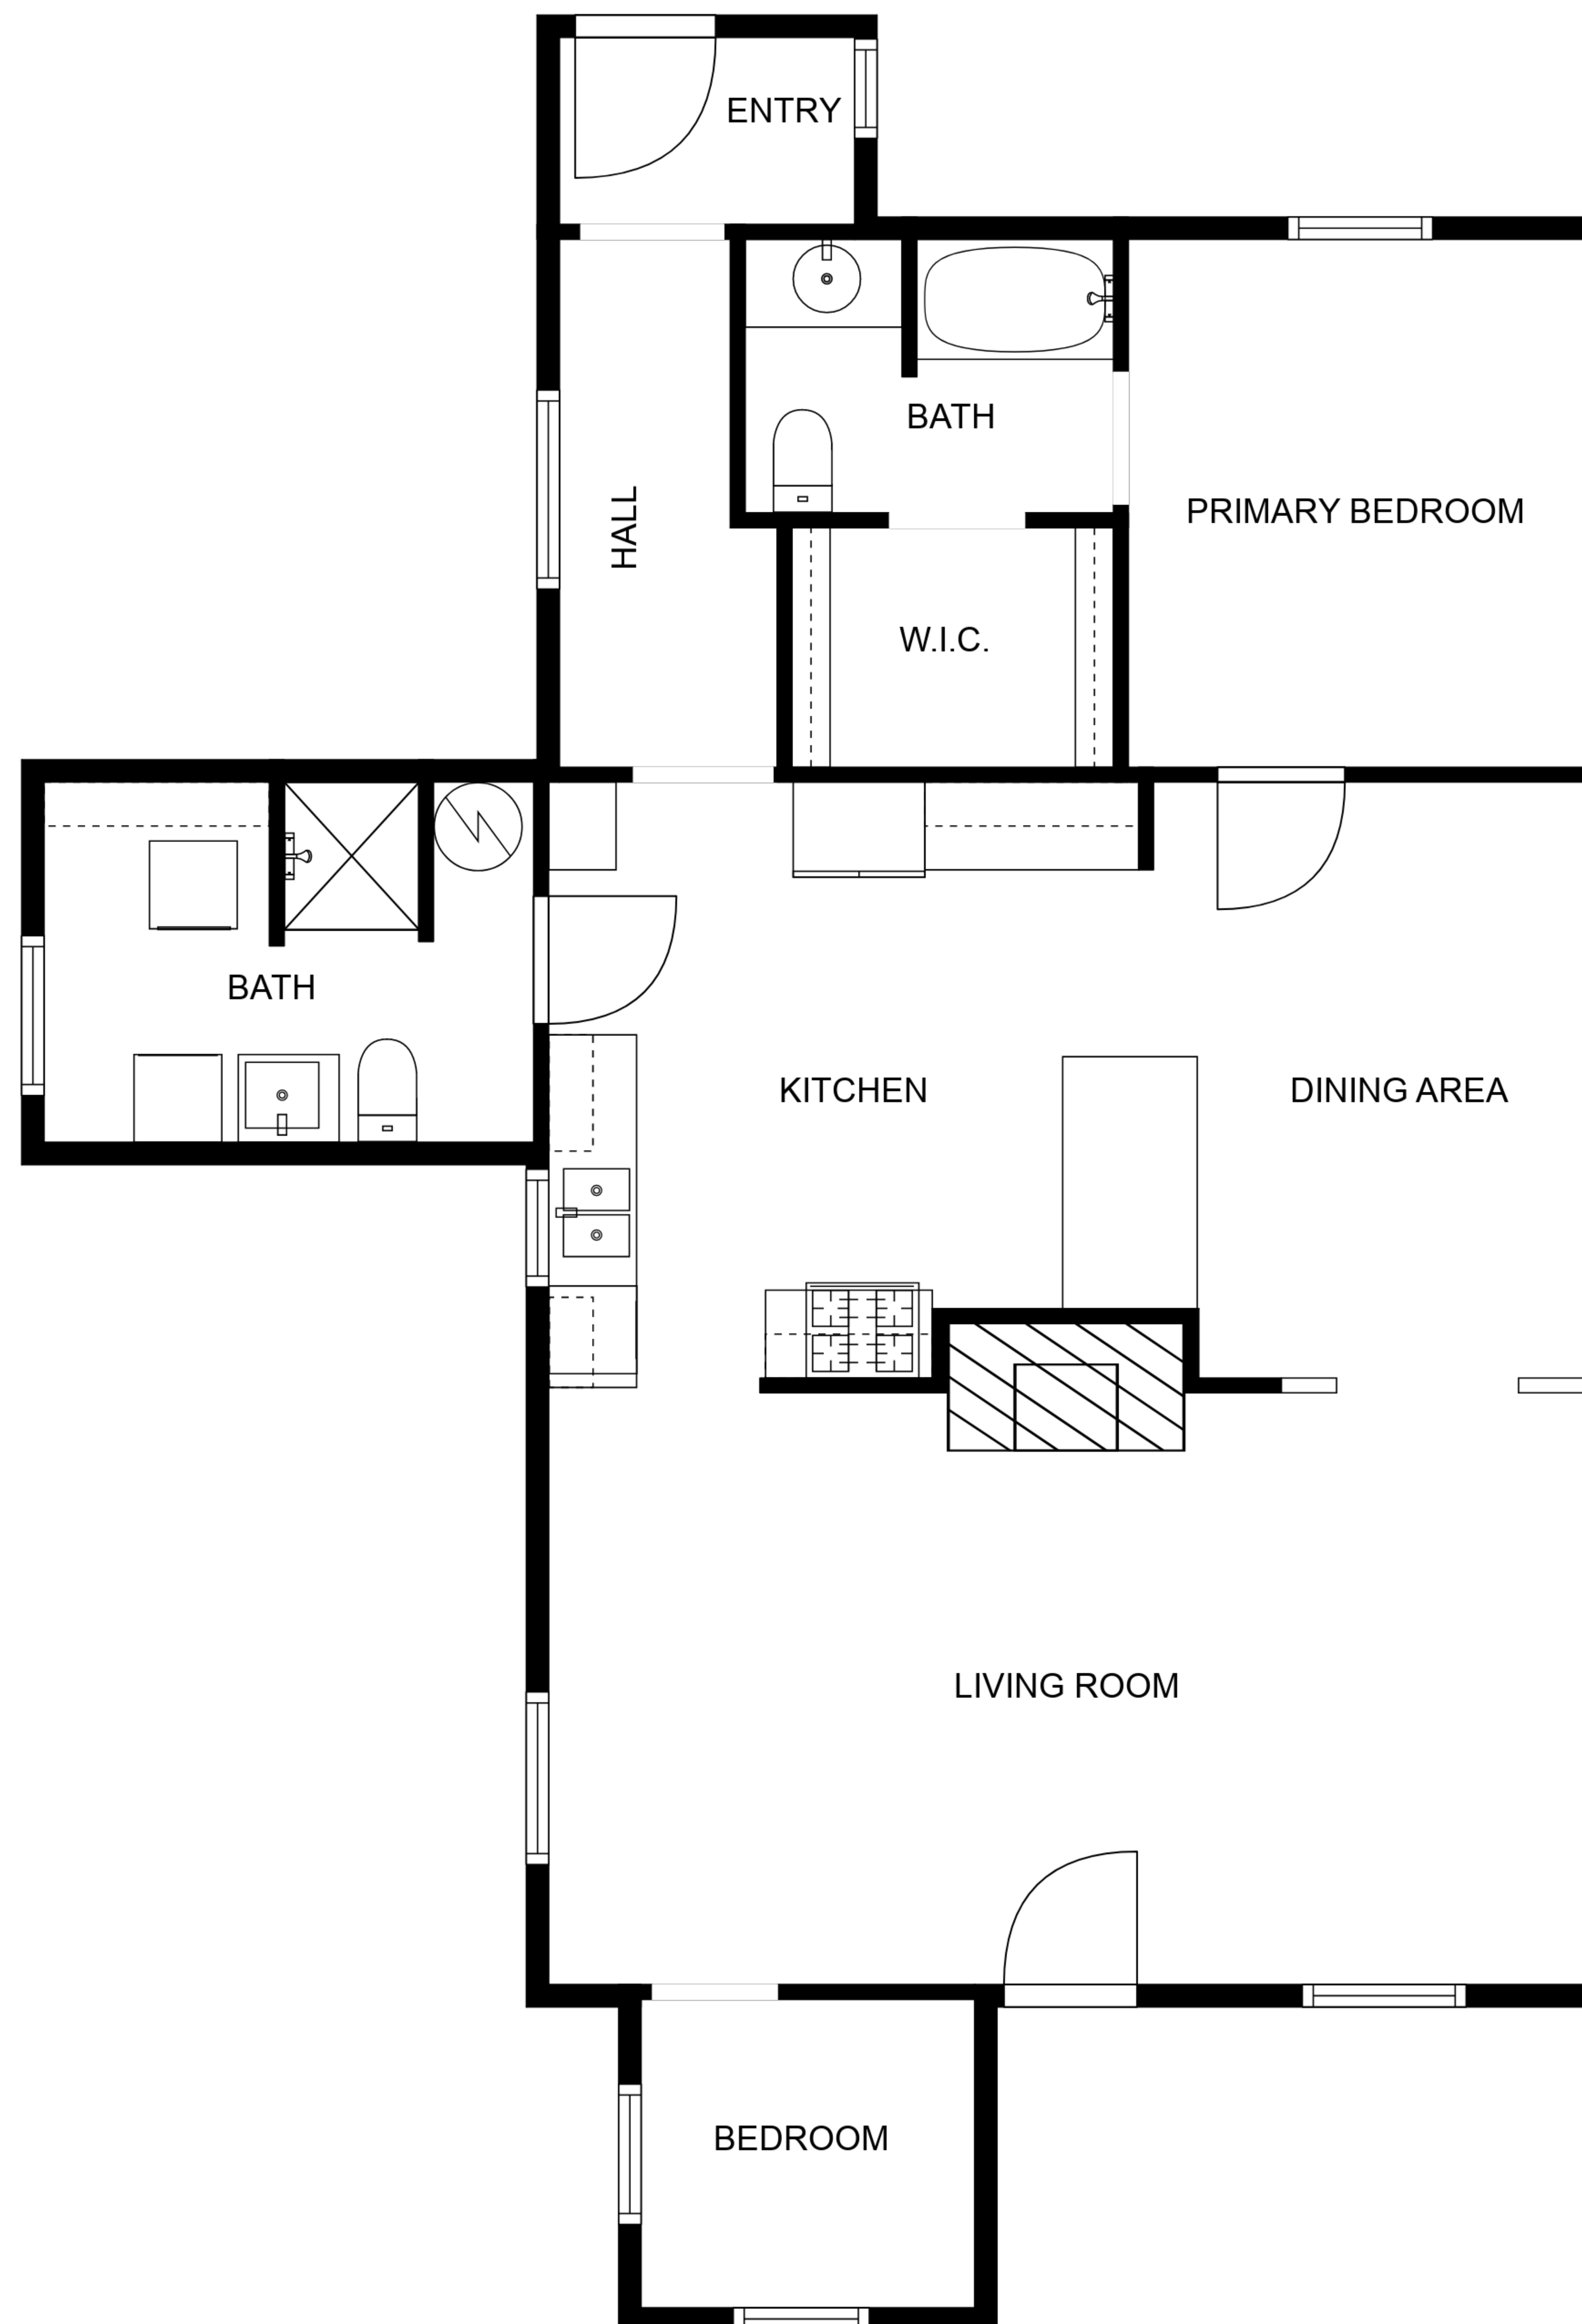 ENTRY
BATH
HALL
PRIMARY BEDROOM
W.I.C.
BATH
KITCHEN
DINING AREA
LIVING ROOM
BEDROOM